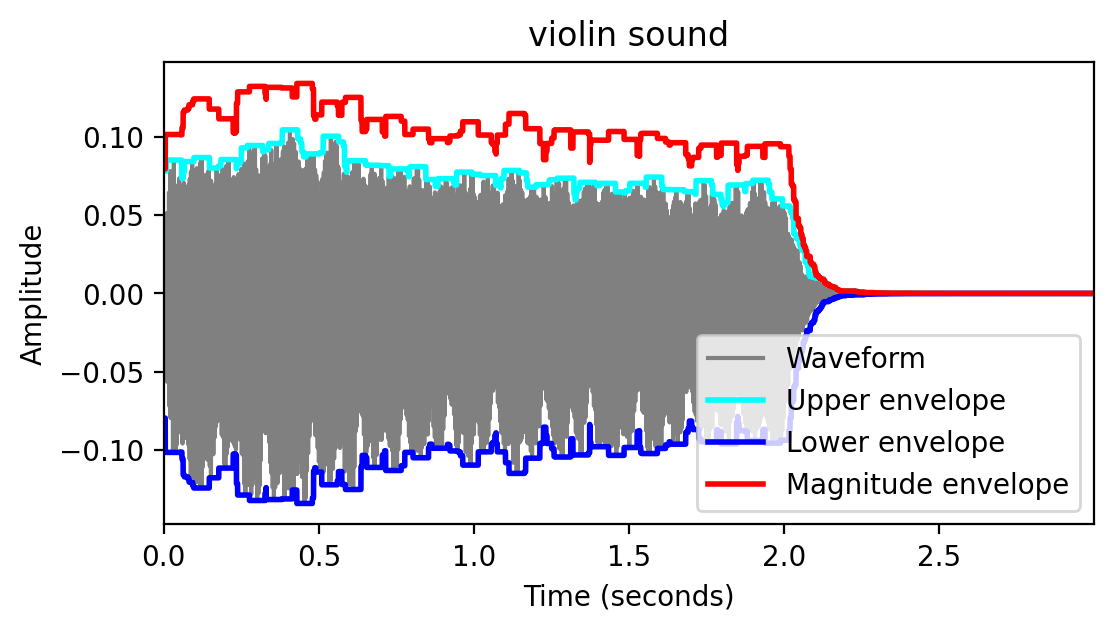 violin sound
Amplitude
0.10
0.05
0.00
−0.05
−0.10
Waveform
Upper envelope
Lower envelope
Magnitude envelope
0.0 0.5 1.0 1.5 2.0 2.5
Time (seconds)